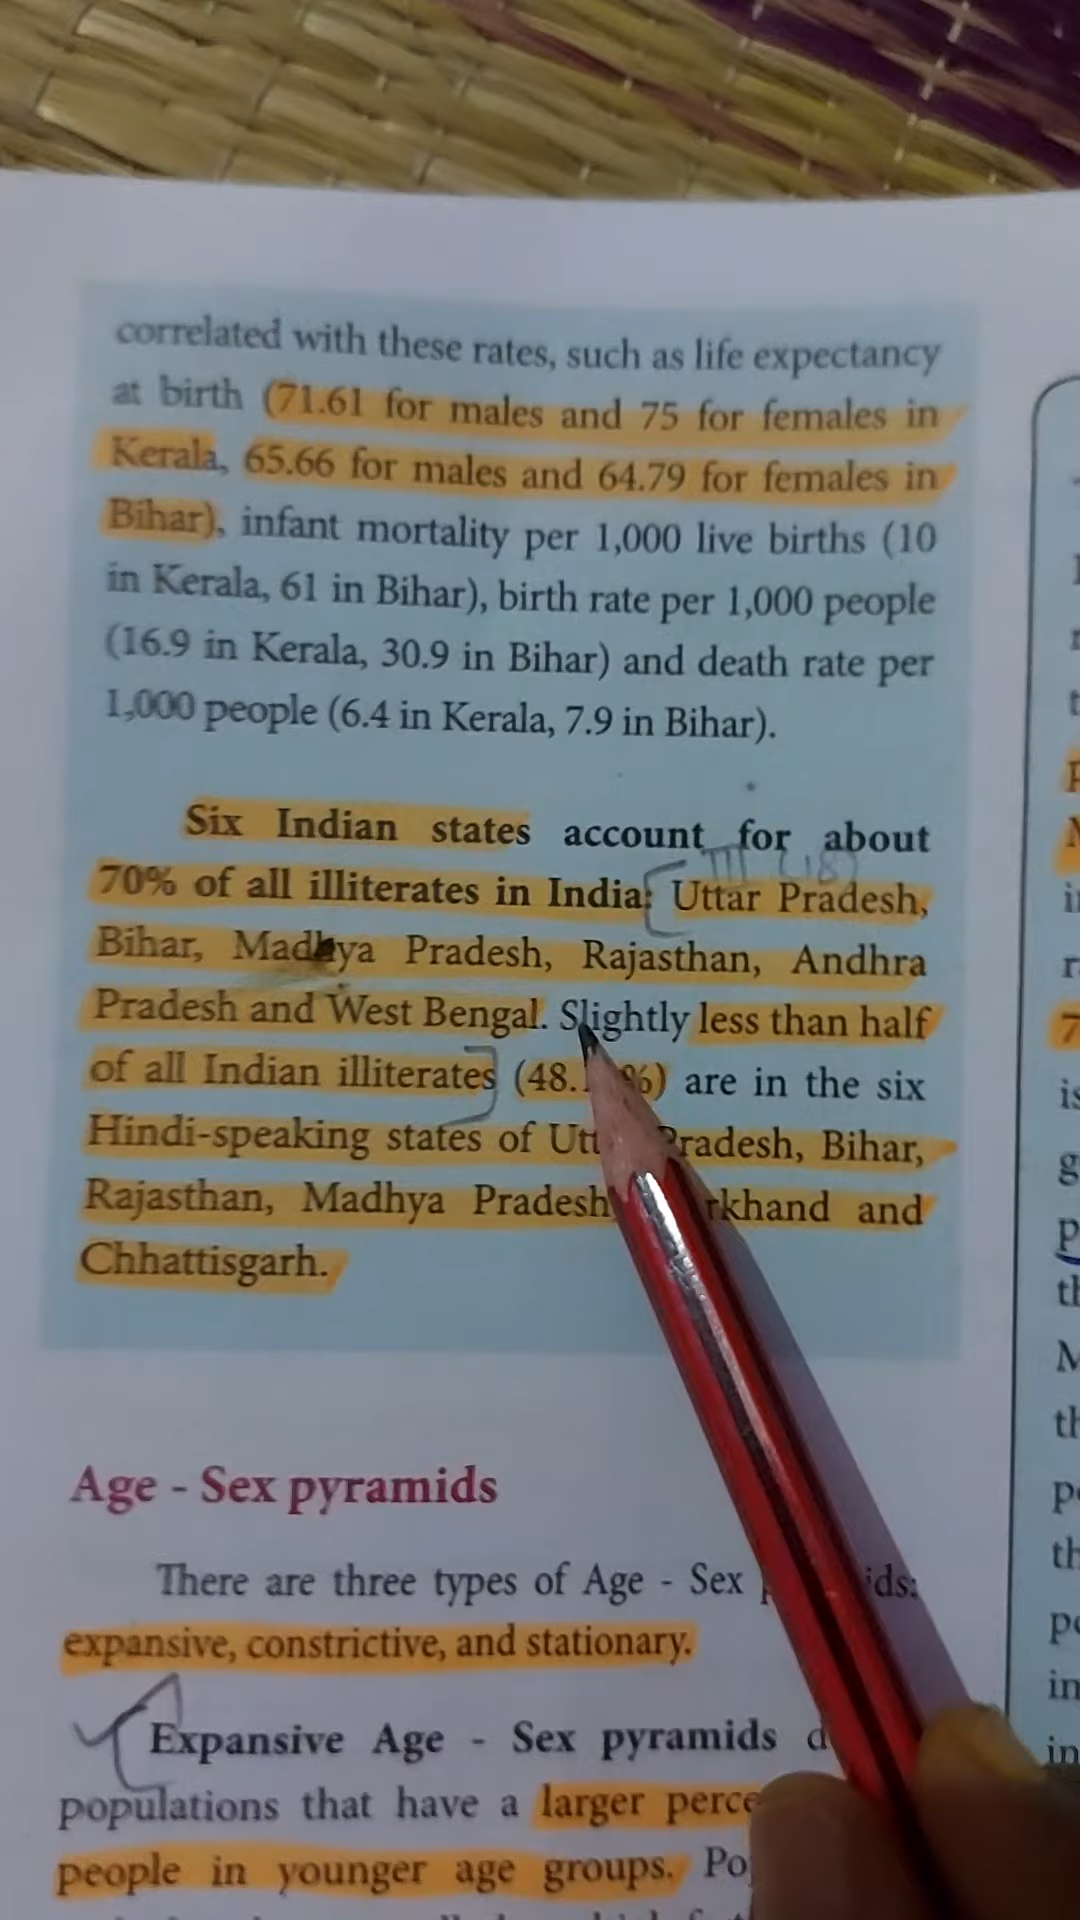 correlated with these rates, such as life expectancy
at birth (71.61 for males and 75 for females in
Kerala, 65.66 for males and 64.79 for females in
Bihar), infant mortality per 1,000 live births (10
in Kerala, 61 in Bihar), birth rate per 1,000 people
(16.9 in Kerala, 30.9 in Bihar) and death rate per
1,000 people (6.4 in Kerala, 7.9 in Bihar).
Six Indian states account for about
70% of all illiterates in India: Uttar Pradesh,
Bihar, Madhya Pradesh, Rajasthan, Andhra
Pradesh and West Bengal. Slightly less than half
of all Indian illiterates (48. %) are in the six
Hindi-speaking states of Utt radesh, Bihar,
Rajasthan, Madhya Pradesh rkhand and
Chhattisgarh.
Age - Sex pyramids
There are three types of Age - Sex ids:
expansive, constrictive, and stationary.
Expansive Age - Sex pyramids d
populations that have a larger perce
people in younger age groups. Po